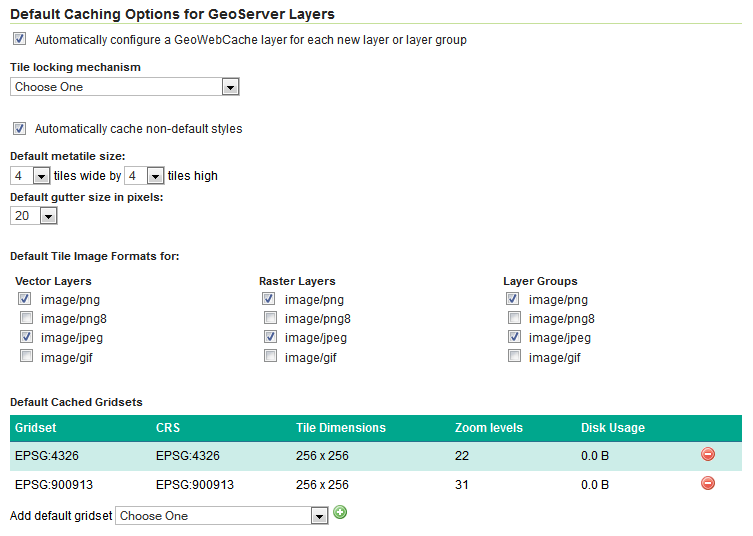 Default Caching Options for GeoServer Layers
Automatically configure a GeoWebCache layer for each new layer or layer group
Tile locking mechanism
Choose One
Automatically cache non-default styles
Default metatile size:
4 tiles wide by 4 tiles high
Default gutter size in pixels:
20
Default Tile Image Formats for:
Vector Layers Raster Layers Layer Groups
image/png image/png image/png
image/png8 image/png8 image/png8
image/jpeg image/jpeg image/jpeg
image/gif image/gif image/gif
Default Cached Gridsets
Gridset CRS Tile Dimensions Zoom levels Disk Usage
EPSG:4326 EPSG:4326 256 x 256 22 0.0 B
EPSG:900913 EPSG:900913 256 x 256 31 0.0 B
Add default gridset Choose One